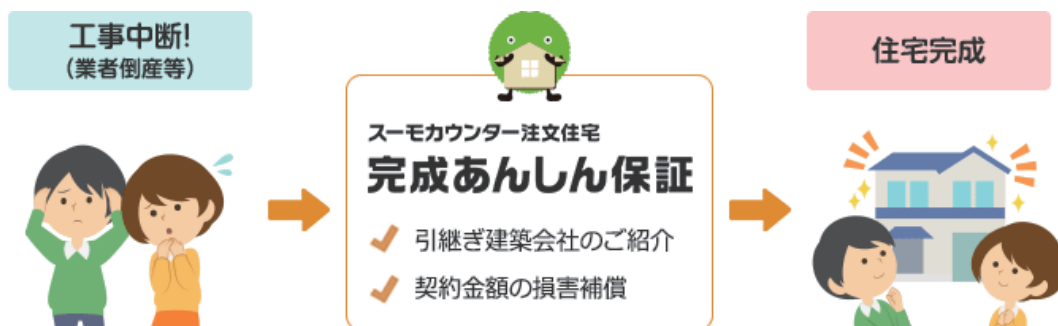 工事中断!
(業者倒産等)
スーモカウンター注文住宅
完成あんしん保証
引継ぎ建築会社のご紹介
契約金額の損害補償
住宅完成